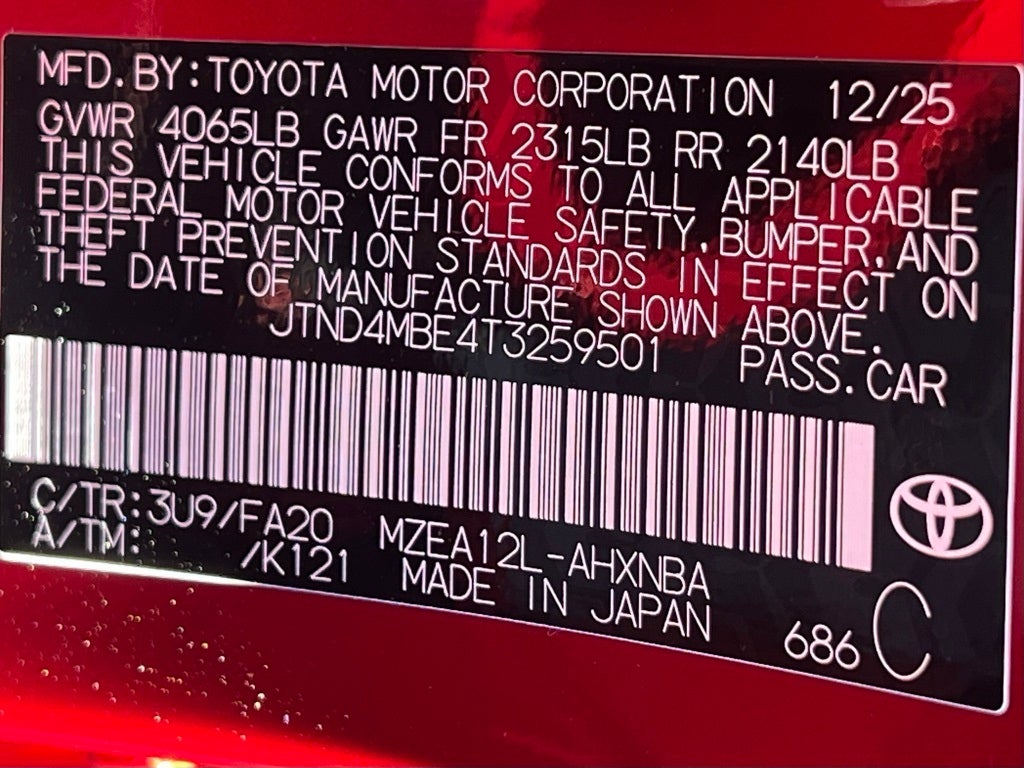 MFD.BY:TOYOTA MOTOR CORPORATION 12/25
GVWR 4065LB GAWR FR 2315LB RR 2140LB
THIS VEHICLE CONFORMS TO ALL APPLICABLE
FEDERAL MOTOR VEHICLE SAFETY,BUMPER,AND
THEFT PREVENTION STANDARDS IN EFFECT ON
THE DATE OF MANUFACTURE SHOWN ABOVE.
JTND4MBE4T3259501 PASS.CAR
C/TR:3U9/FA20 MZEA12L-AHXNBA
A/TM: /K121 MADE IN JAPAN 686 C